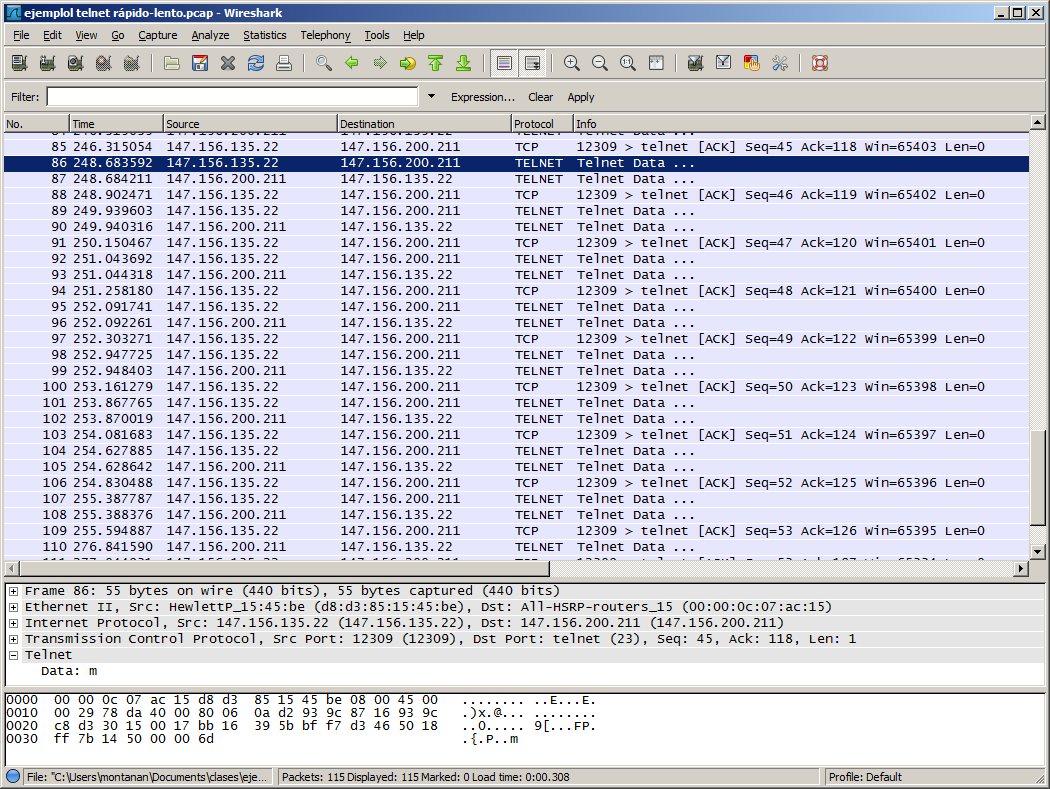 ejemplol telnet rápido-lento.pcap - Wireshark
File Edit View Go Capture Analyze Statistics Telephony Tools Help
Filter: Expression... Clear Apply
No. Time Source Destination Protocol Info
85 246.315054 147.156.135.22 147.156.200.211 TCP 12309 > telnet [ACK] Seq=45 Ack=118 Win=65403 Len=0
86 248.683592 147.156.135.22 147.156.200.211 TELNET Telnet Data ...
87 248.684211 147.156.200.211 147.156.135.22 TELNET Telnet Data ...
88 248.902471 147.156.135.22 147.156.200.211 TCP 12309 > telnet [ACK] Seq=46 Ack=119 Win=65402 Len=0
89 249.939603 147.156.135.22 147.156.200.211 TELNET Telnet Data ...
90 249.940316 147.156.200.211 147.156.135.22 TELNET Telnet Data ...
91 250.150467 147.156.135.22 147.156.200.211 TCP 12309 > telnet [ACK] Seq=47 Ack=120 Win=65401 Len=0
92 251.043692 147.156.135.22 147.156.200.211 TELNET Telnet Data ...
93 251.044318 147.156.200.211 147.156.135.22 TELNET Telnet Data ...
94 251.258180 147.156.135.22 147.156.200.211 TCP 12309 > telnet [ACK] Seq=48 Ack=121 Win=65400 Len=0
95 252.091741 147.156.135.22 147.156.200.211 TELNET Telnet Data ...
96 252.092261 147.156.200.211 147.156.135.22 TELNET Telnet Data ...
97 252.303271 147.156.135.22 147.156.200.211 TCP 12309 > telnet [ACK] Seq=49 Ack=122 Win=65399 Len=0
98 252.947725 147.156.135.22 147.156.200.211 TELNET Telnet Data ...
99 252.948403 147.156.200.211 147.156.135.22 TELNET Telnet Data ...
100 253.161279 147.156.135.22 147.156.200.211 TCP 12309 > telnet [ACK] Seq=50 Ack=123 Win=65398 Len=0
101 253.867765 147.156.135.22 147.156.200.211 TELNET Telnet Data ...
102 253.870019 147.156.200.211 147.156.135.22 TELNET Telnet Data ...
103 254.081683 147.156.135.22 147.156.200.211 TCP 12309 > telnet [ACK] Seq=51 Ack=124 Win=65397 Len=0
104 254.627885 147.156.135.22 147.156.200.211 TELNET Telnet Data ...
105 254.628642 147.156.200.211 147.156.135.22 TELNET Telnet Data ...
106 254.830488 147.156.135.22 147.156.200.211 TCP 12309 > telnet [ACK] Seq=52 Ack=125 Win=65396 Len=0
107 255.387787 147.156.135.22 147.156.200.211 TELNET Telnet Data ...
108 255.388376 147.156.200.211 147.156.135.22 TELNET Telnet Data ...
109 255.594887 147.156.135.22 147.156.200.211 TCP 12309 > telnet [ACK] Seq=53 Ack=126 Win=65395 Len=0
110 276.841590 147.156.200.211 147.156.135.22 TELNET Telnet Data ...
Frame 86: 55 bytes on wire (440 bits), 55 bytes captured (440 bits)
Ethernet II, Src: HewlettP_15:45:be (d8:d3:85:15:45:be), Dst: All-HSRP-routers_15 (00:00:0c:07:ac:15)
Internet Protocol, Src: 147.156.135.22 (147.156.135.22), Dst: 147.156.200.211 (147.156.200.211)
Transmission Control Protocol, Src Port: 12309 (12309), Dst Port: telnet (23), Seq: 45, Ack: 118, Len: 1
Telnet
Data: m
0000 00 00 0c 07 ac 15 d8 d3 85 15 45 be 08 00 45 00 ........ ..E...E.
0010 00 29 78 da 40 00 80 06 0a d2 93 9c 87 16 93 9c .)x.@... ........
0020 c8 d3 30 15 00 17 bb 16 39 5b bf f7 d3 46 50 18 ..0..... 9[...FP.
0030 ff 7b 14 50 00 00 6d .{.P..m
File: "C:\Users\montanan\Documents\clases\eje... Packets: 115 Displayed: 115 Marked: 0 Load time: 0:00.308 Profile: Default